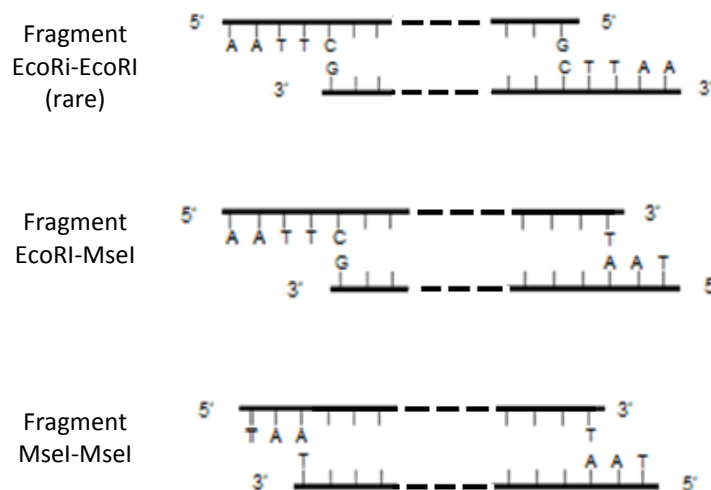 Fragment
EcoRi-EcoRI
(rare)
5' 5'
A A T T C G
G C T T A A
3' 3'
Fragment
EcoRI-MseI
5' 3'
A A T T C T
G A A T
3' 5'
Fragment
MseI-MseI
5' 3'
T A A T
T A A T
3' 5'